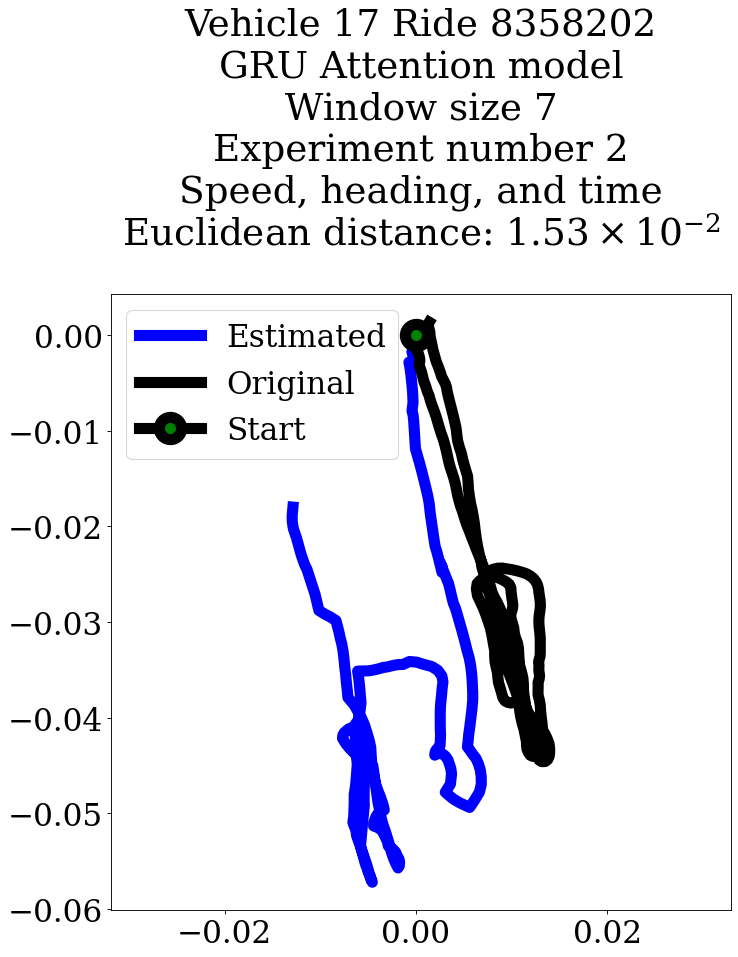 Vehicle 17 Ride 8358202
GRU Attention model
Window size 7
Experiment number 2
Speed, heading, and time
Euclidean distance: 1.53 × 10⁻²
Estimated
Original
Start
0.00
−0.01
−0.02
−0.03
−0.04
−0.05
−0.06
−0.02 0.00 0.02